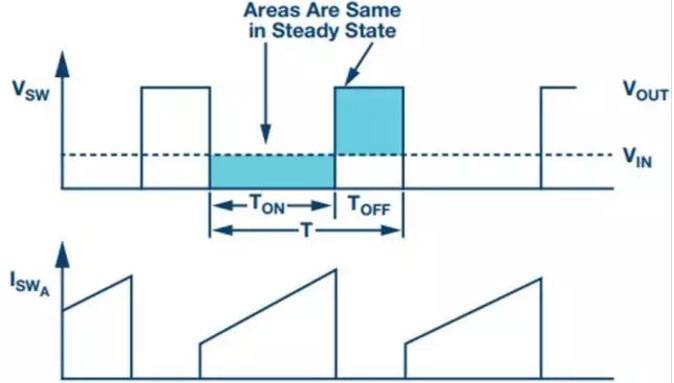 Areas Are Same
in Steady State
VSW
VOUT
VIN
TON
TOFF
T
ISWA